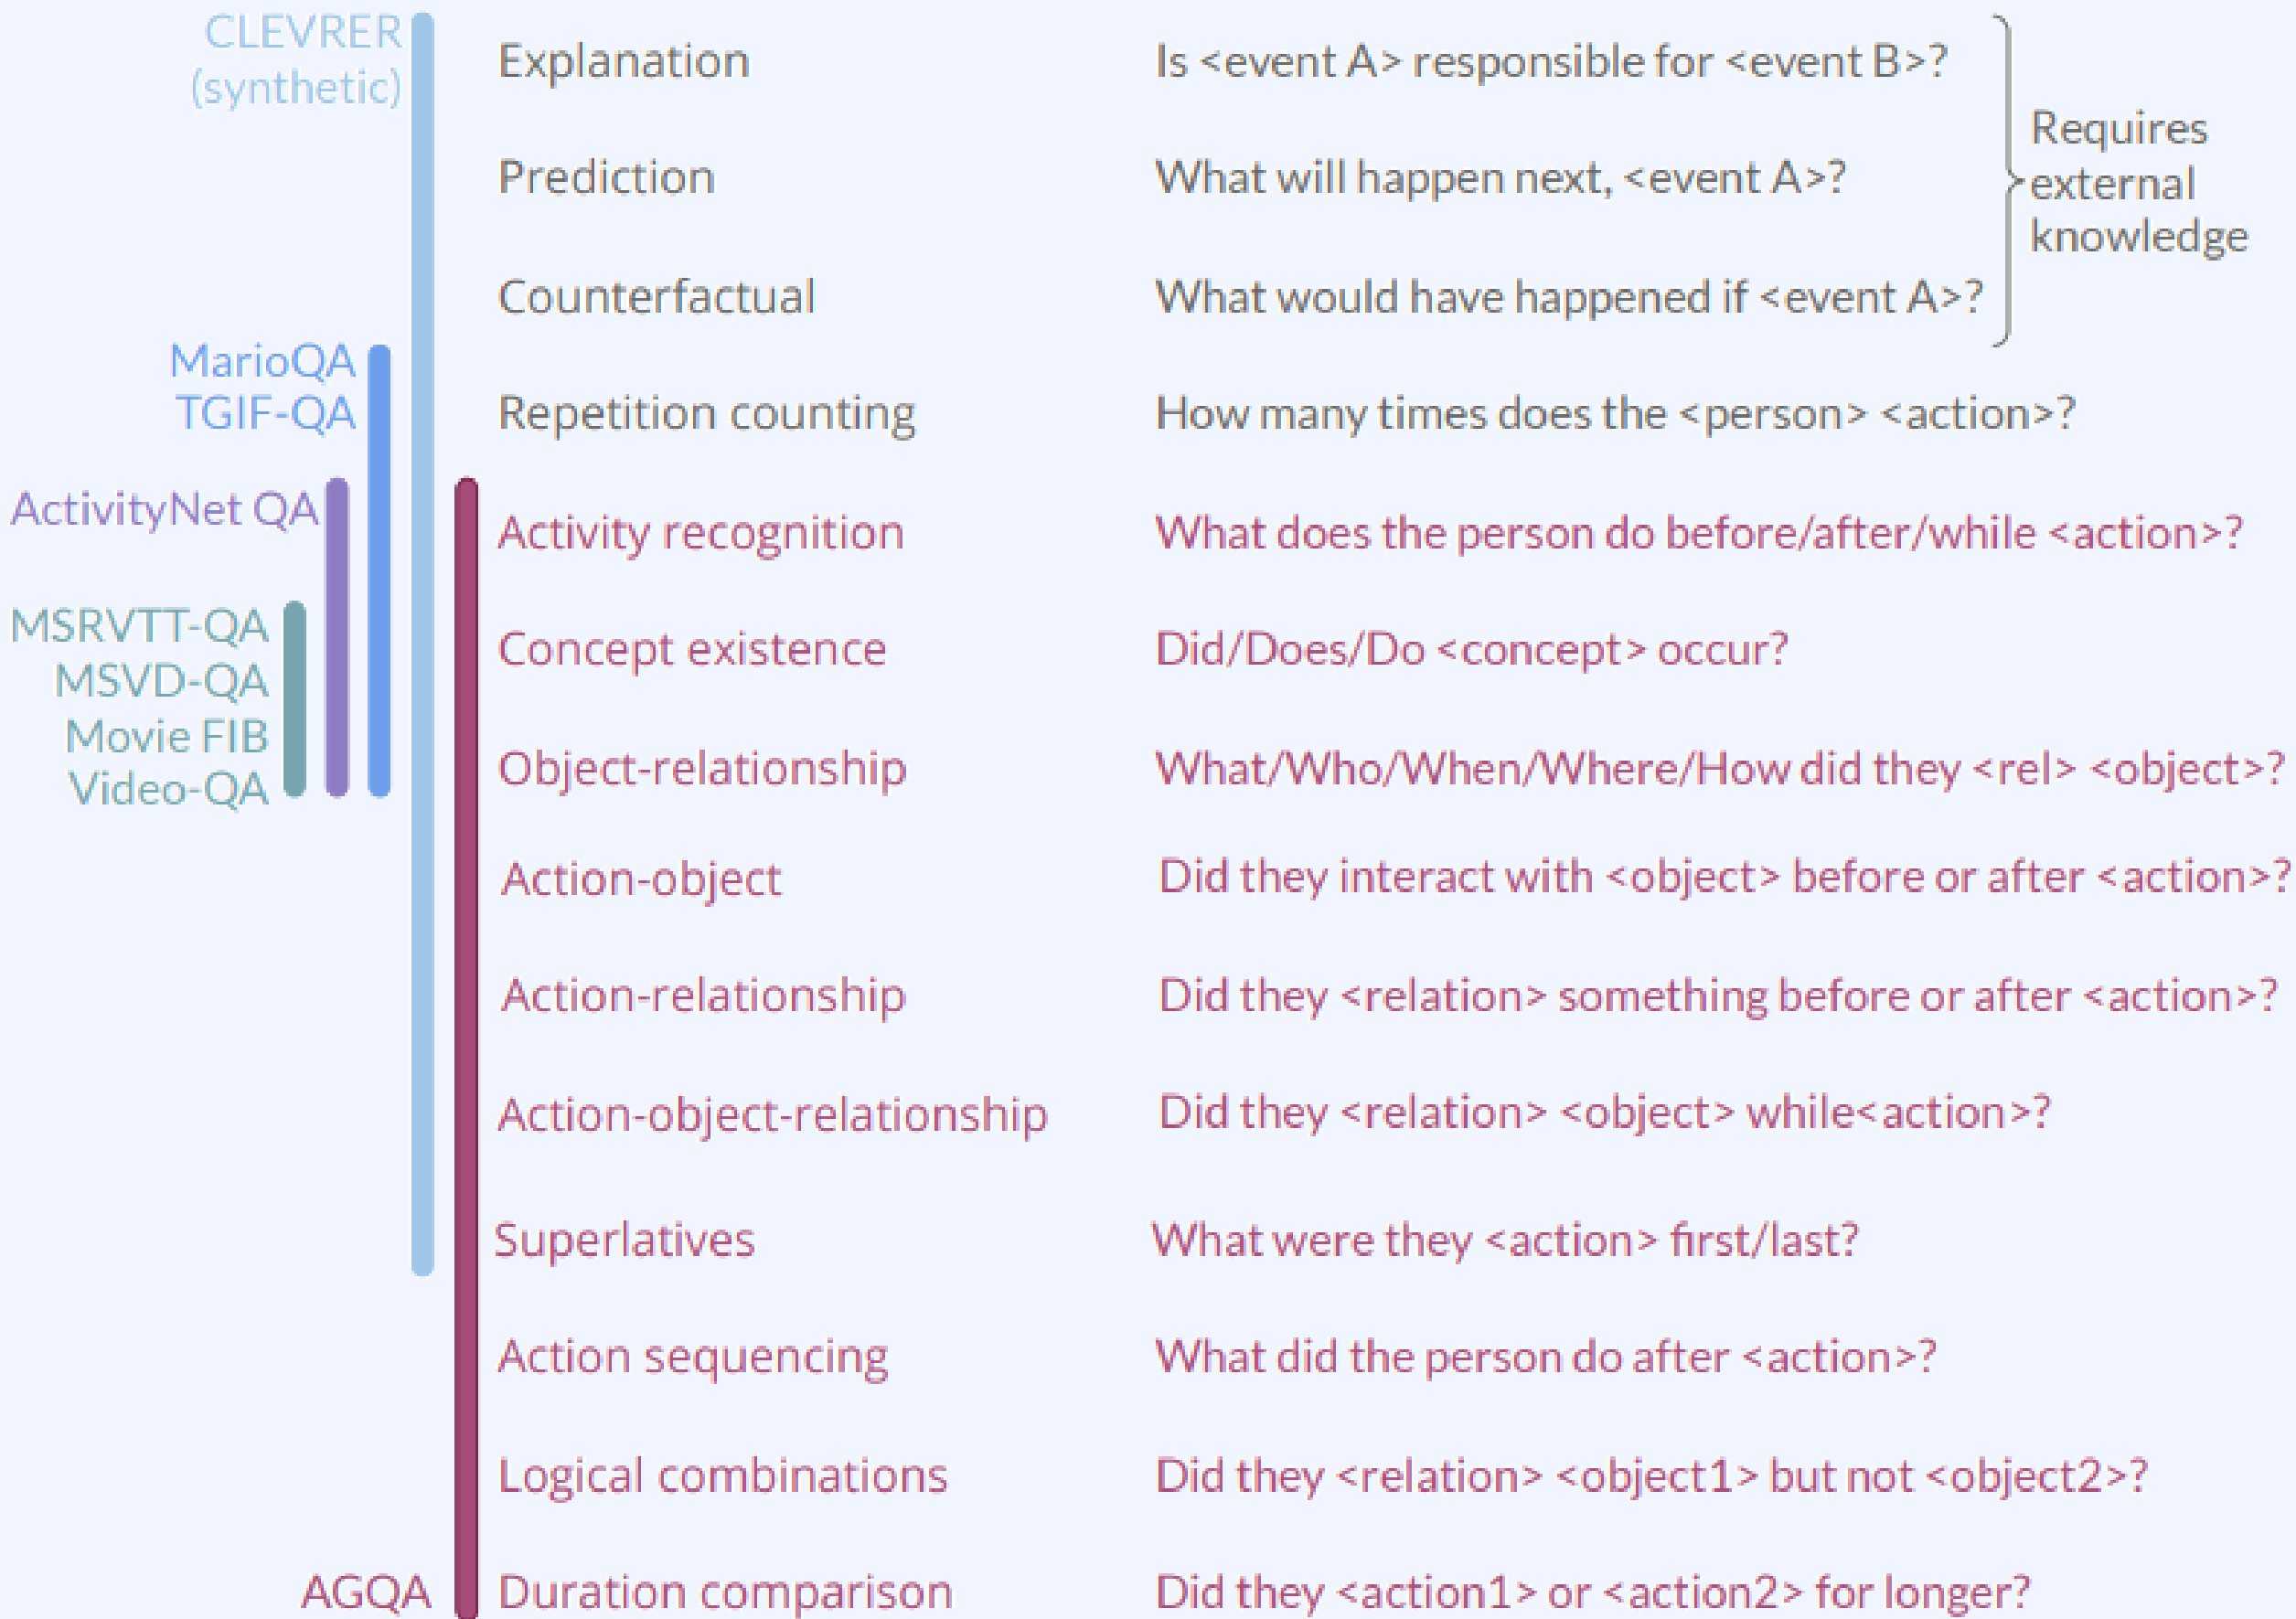 CLEVRER
(synthetic)
Explanation Is <event A> responsible for <event B>?
Requires
external
knowledge
Prediction What will happen next, <event A>?
Counterfactual What would have happened if <event A>?
MarioQA
TGIF-QA
Repetition counting How many times does the <person> <action>?
ActivityNet QA
Activity recognition What does the person do before/after/while <action>?
MSRVTT-QA
MSVD-QA
Movie FIB
Video-QA
Concept existence Did/Does/Do <concept> occur?
Object-relationship What/Who/When/Where/How did they <rel> <object>?
Action-object Did they interact with <object> before or after <action>?
Action-relationship Did they <relation> something before or after <action>?
Action-object-relationship Did they <relation> <object> while<action>?
Superlatives What were they <action> first/last?
Action sequencing What did the person do after <action>?
Logical combinations Did they <relation> <object1> but not <object2>?
AGQA Duration comparison Did they <action1> or <action2> for longer?